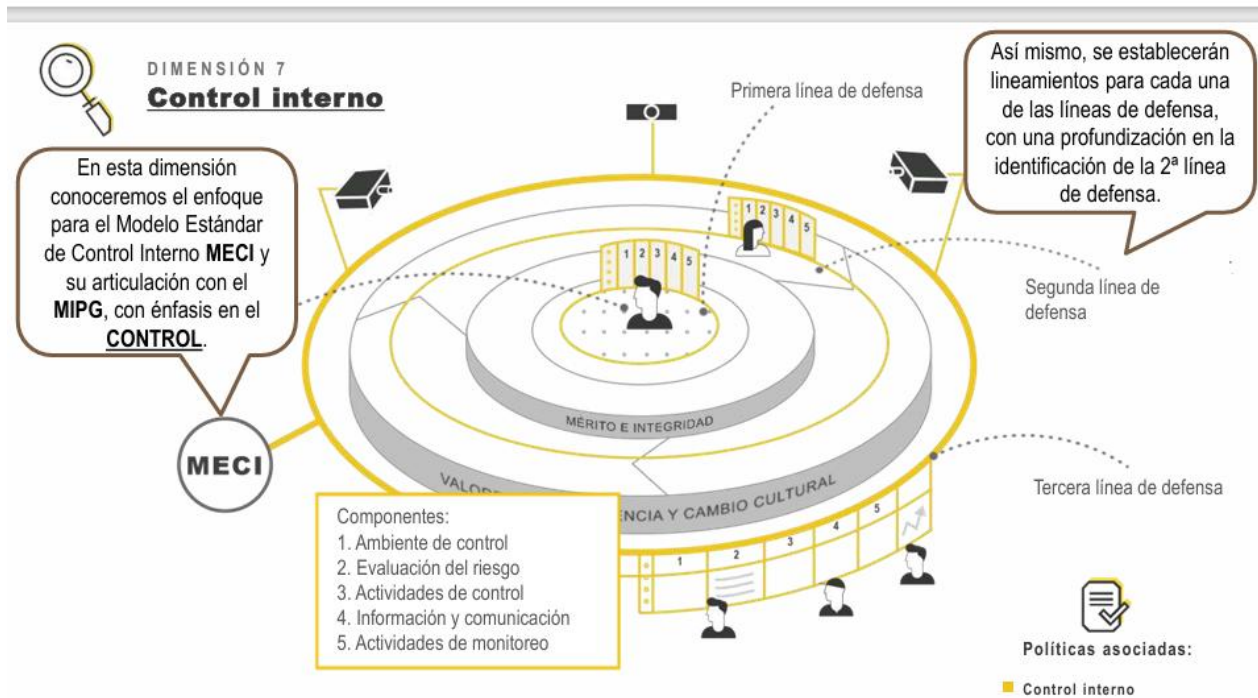 DIMENSIÓN 7
Control interno
En esta dimensión
conoceremos el enfoque
para el Modelo Estándar
de Control Interno MECI y
su articulación con el
MIPG, con énfasis en el
CONTROL.
Primera línea de defensa
Así mismo, se establecerán
lineamientos para cada una
de las líneas de defensa,
con una profundización en la
identificación de la 2ª línea
de defensa.
1 2 3 4 5
1 2 3 4 5
Segunda línea de
defensa
MÉRITO E INTEGRIDAD
MECI
VALOR
ENCIA Y CAMBIO CULTURAL
Tercera línea de defensa
Componentes:
1. Ambiente de control
2. Evaluación del riesgo
3. Actividades de control
4. Información y comunicación
5. Actividades de monitoreo
1 2 3 4 5
Políticas asociadas:
Control interno